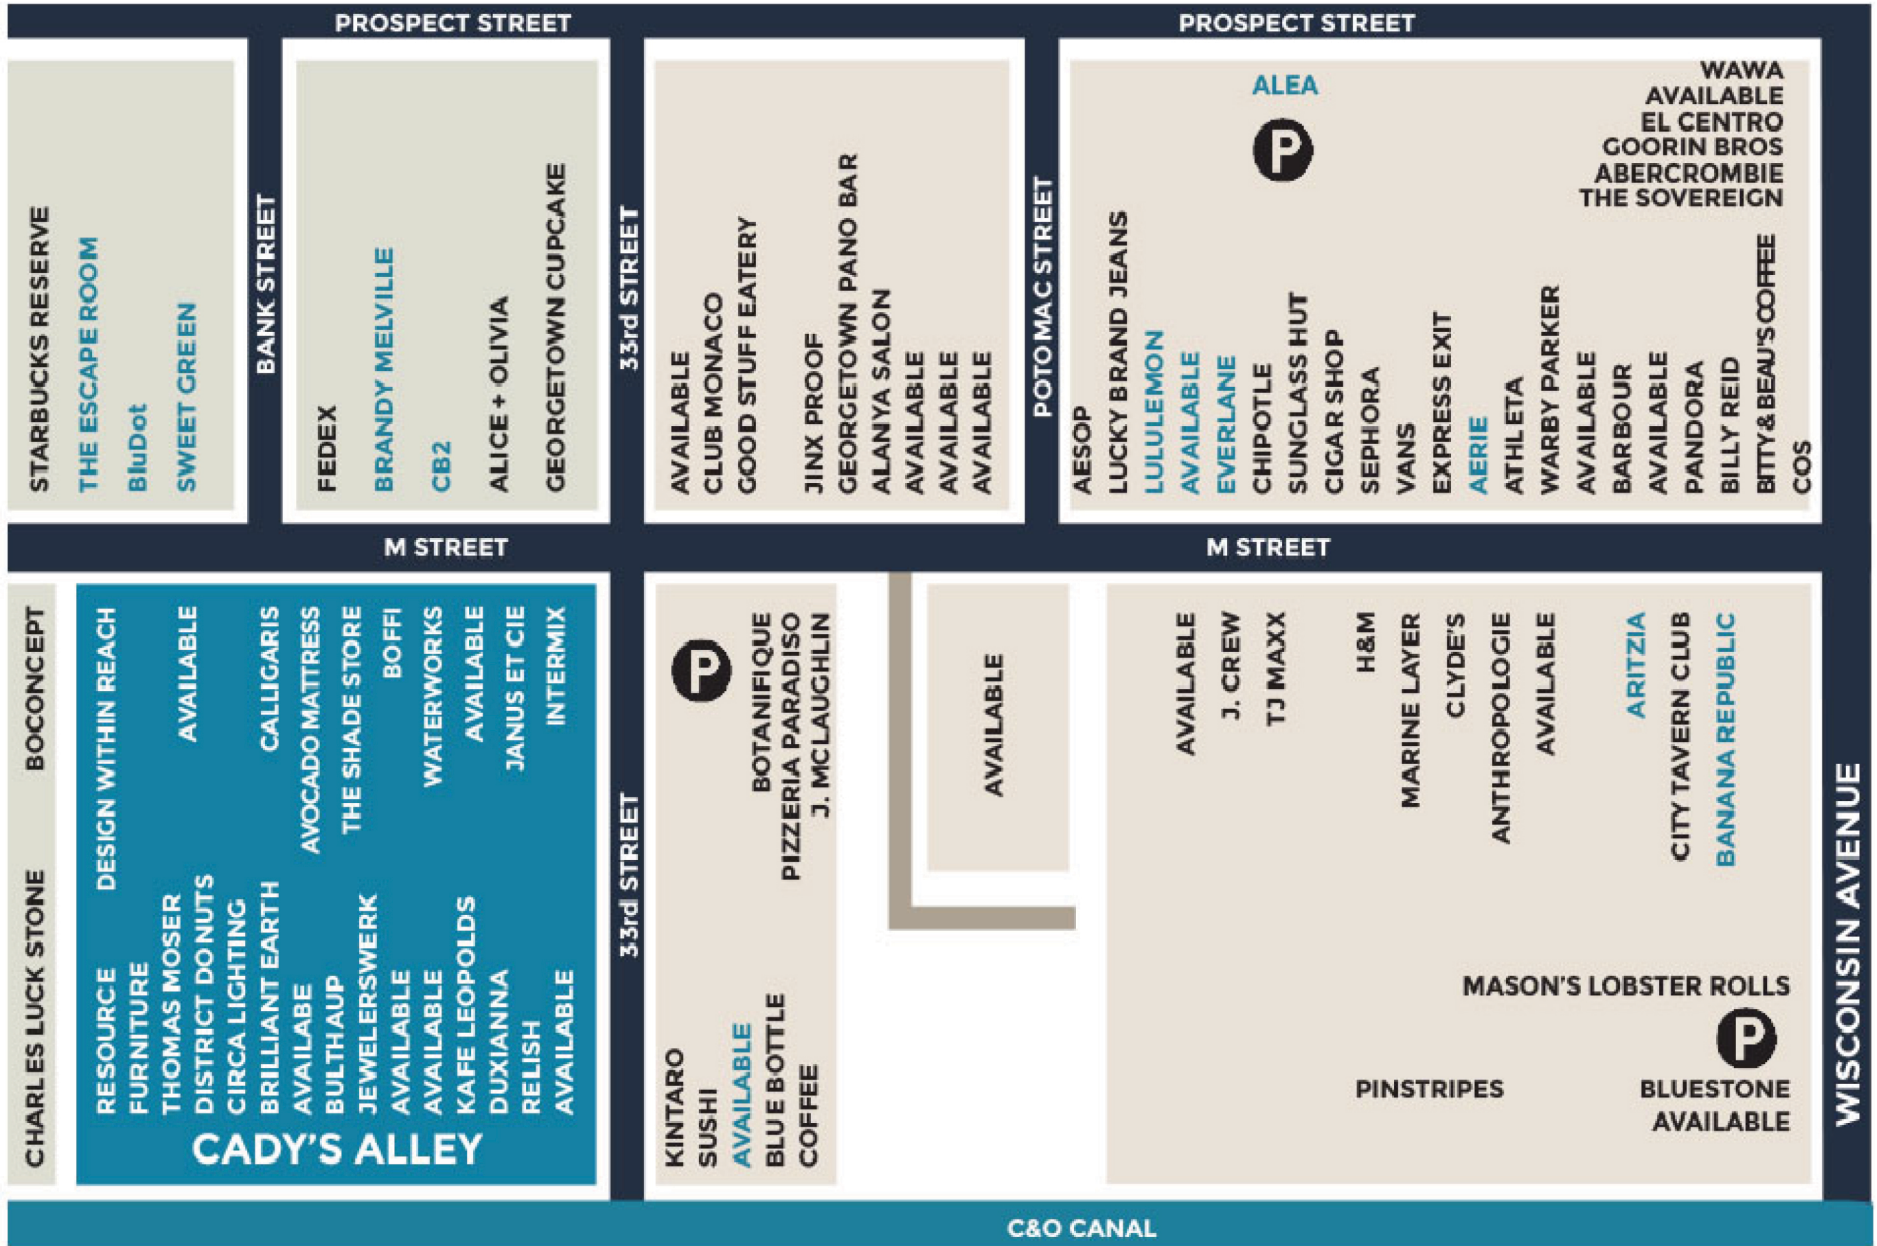 PROSPECT STREET
PROSPECT STREET
STARBUCKS RESERVE
THE ESCAPE ROOM
BluDot
SWEET GREEN
BANK STREET
FEDEX
BRANDY MELVILLE
CB2
ALICE + OLIVIA
GEORGETOWN CUPCAKE
33rd STREET
AVAILABLE
CLUB MONACO
GOOD STUFF EATERY
JINX PROOF
GEORGETOWN PANO BAR
ALANYA SALON
AVAILABLE
AVAILABLE
AVAILABLE
POTOMAC STREET
ALEA
P
WAWA
AVAILABLE
EL CENTRO
GOORIN BROS
ABERCROMBIE
THE SOVEREIGN
AESOP
LUCKY BRAND JEANS
LULULEMON
AVAILABLE
EVERLANE
CHIPOTLE
SUNGLASS HUT
CIGAR SHOP
SEPHORA
VANS
EXPRESS EXIT
AERIE
ATHLETA
WARBY PARKER
AVAILABLE
BARBOUR
AVAILABLE
PANDORA
BILLY REID
BITTY & BEAU'S COFFEE
COS
M STREET
M STREET
BOCONCEPT
CHARLES LUCK STONE
DESIGN WITHIN REACH
AVAILABLE
CALLIGARIS
AVOCADO MATTRESS
THE SHADE STORE
BOFFI
WATERWORKS
AVAILABLE
JANUS ET CIE
INTERMIX
RESOURCE
FURNITURE
THOMAS MOSER
DISTRICT DONUTS
CIRCA LIGHTING
BRILLIANT EARTH
AVAILABE
BULTHAUP
JEWELERSWERK
AVAILABLE
AVAILABLE
KAFE LEOPOLDS
DUXIANNA
RELISH
AVAILABLE
CADY'S ALLEY
33rd STREET
P
BOTANIFIQUE
PIZZERIA PARADISO
J. MCLAUGHLIN
KINTARO
SUSHI
AVAILABLE
BLUE BOTTLE
COFFEE
AVAILABLE
AVAILABLE
J. CREW
TJ MAXX
H&M
MARINE LAYER
CLYDE'S
ANTHROPOLOGIE
AVAILABLE
ARITZIA
CITY TAVERN CLUB
BANANA REPUBLIC
MASON'S LOBSTER ROLLS
P
PINSTRIPES
BLUESTONE
AVAILABLE
WISCONSIN AVENUE
C&O CANAL